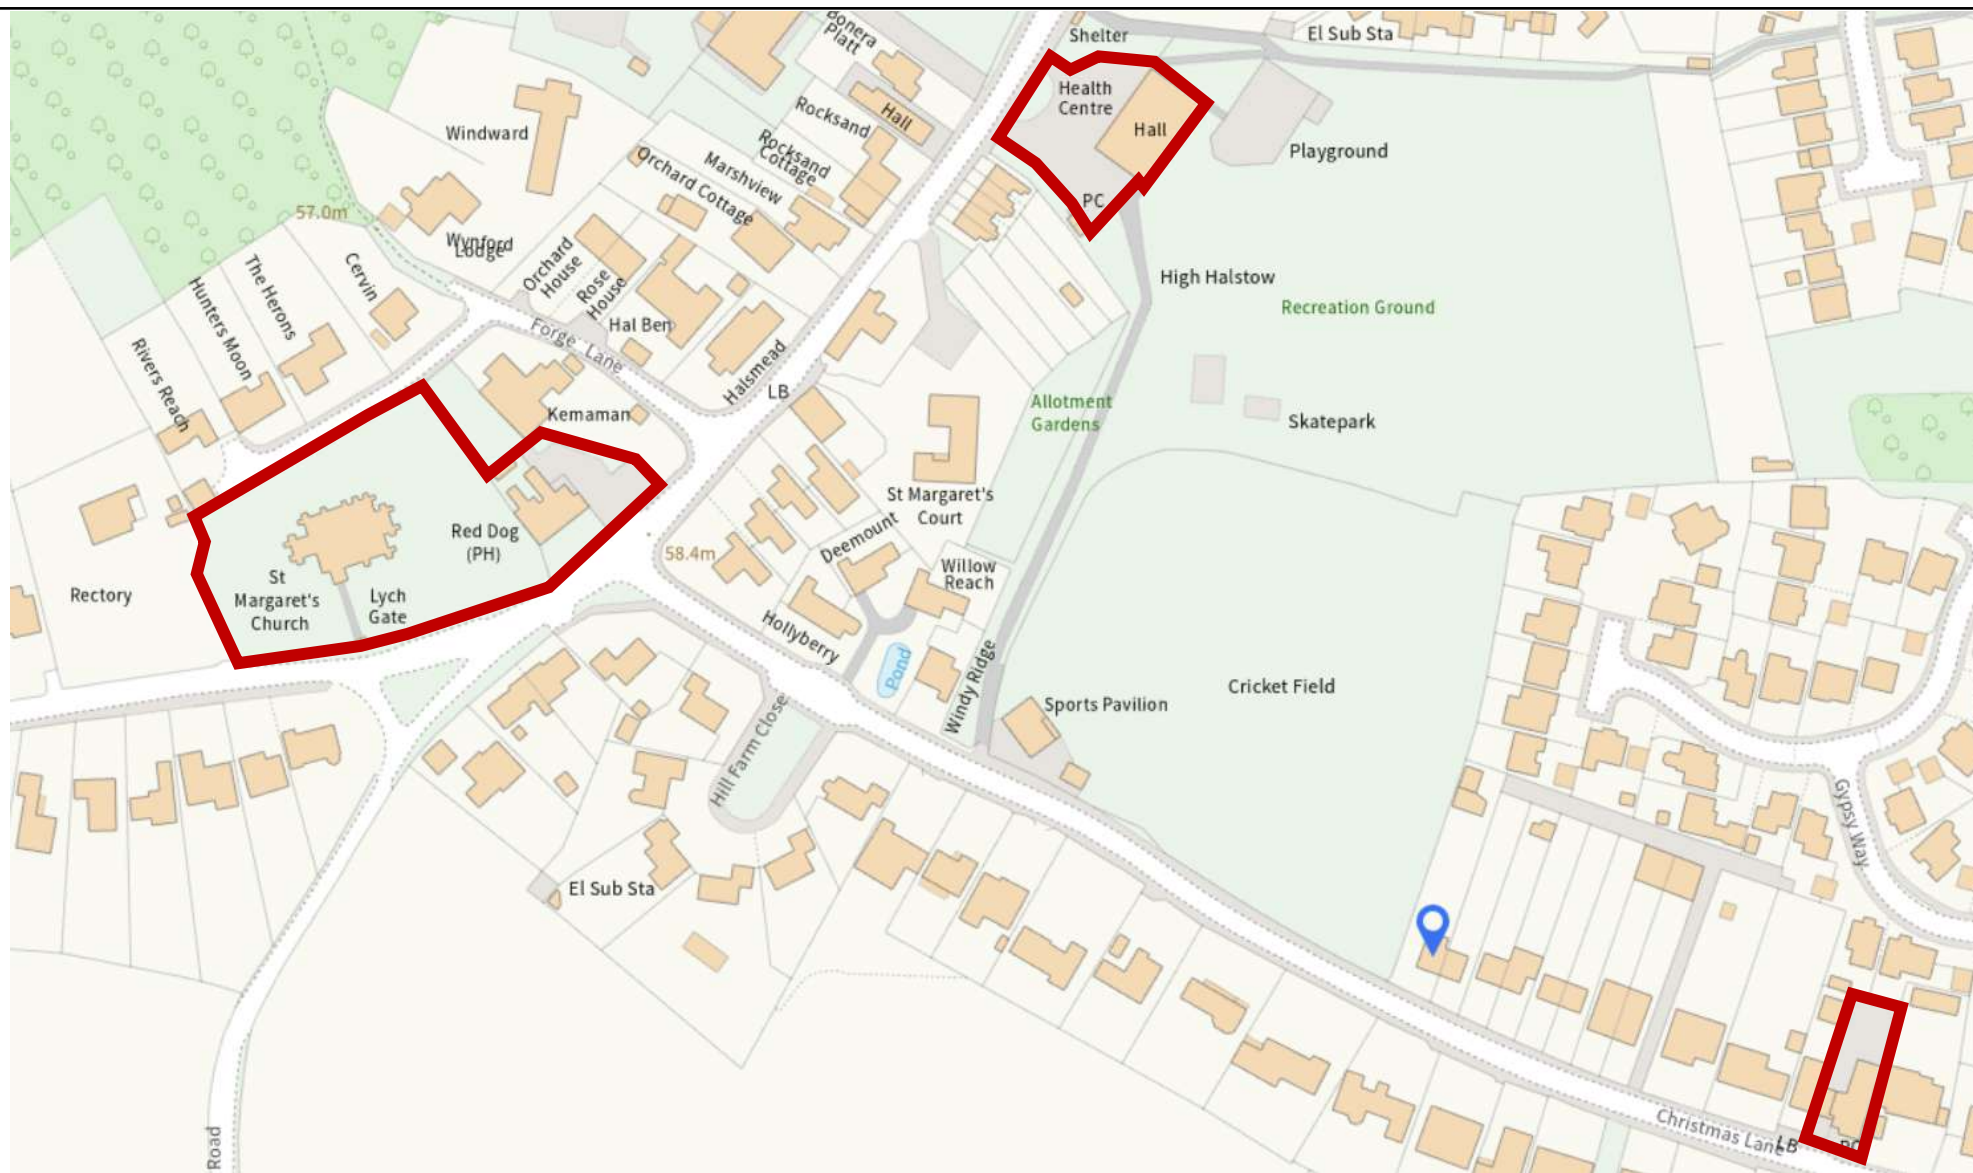 Bonera
Platt
Shelter
El Sub Sta
Health
Centre
Hall
Hall
Rocksand
Windward
Rocksand
Cottage
Marshview
Orchard Cottage
Playground
PC
57.0m
Wynford
Lodge
Orchard
House
Rose
House
High Halstow
Recreation Ground
Cervin
The Herons
Hunters Moon
Rivers Reach
Hal Ben
Forge Lane
Halsmead
LB
Kemaman
Allotment
Gardens
Skatepark
St Margaret's
Court
Red Dog
(PH)
58.4m
Deemount
Willow
Reach
Rectory
St
Margaret's
Church
Lych
Gate
Hollyberry
Pond
Windy Ridge
Sports Pavilion
Cricket Field
Hill Farm Close
Gypsy Way
El Sub Sta
Christmas Lane
LB
Road